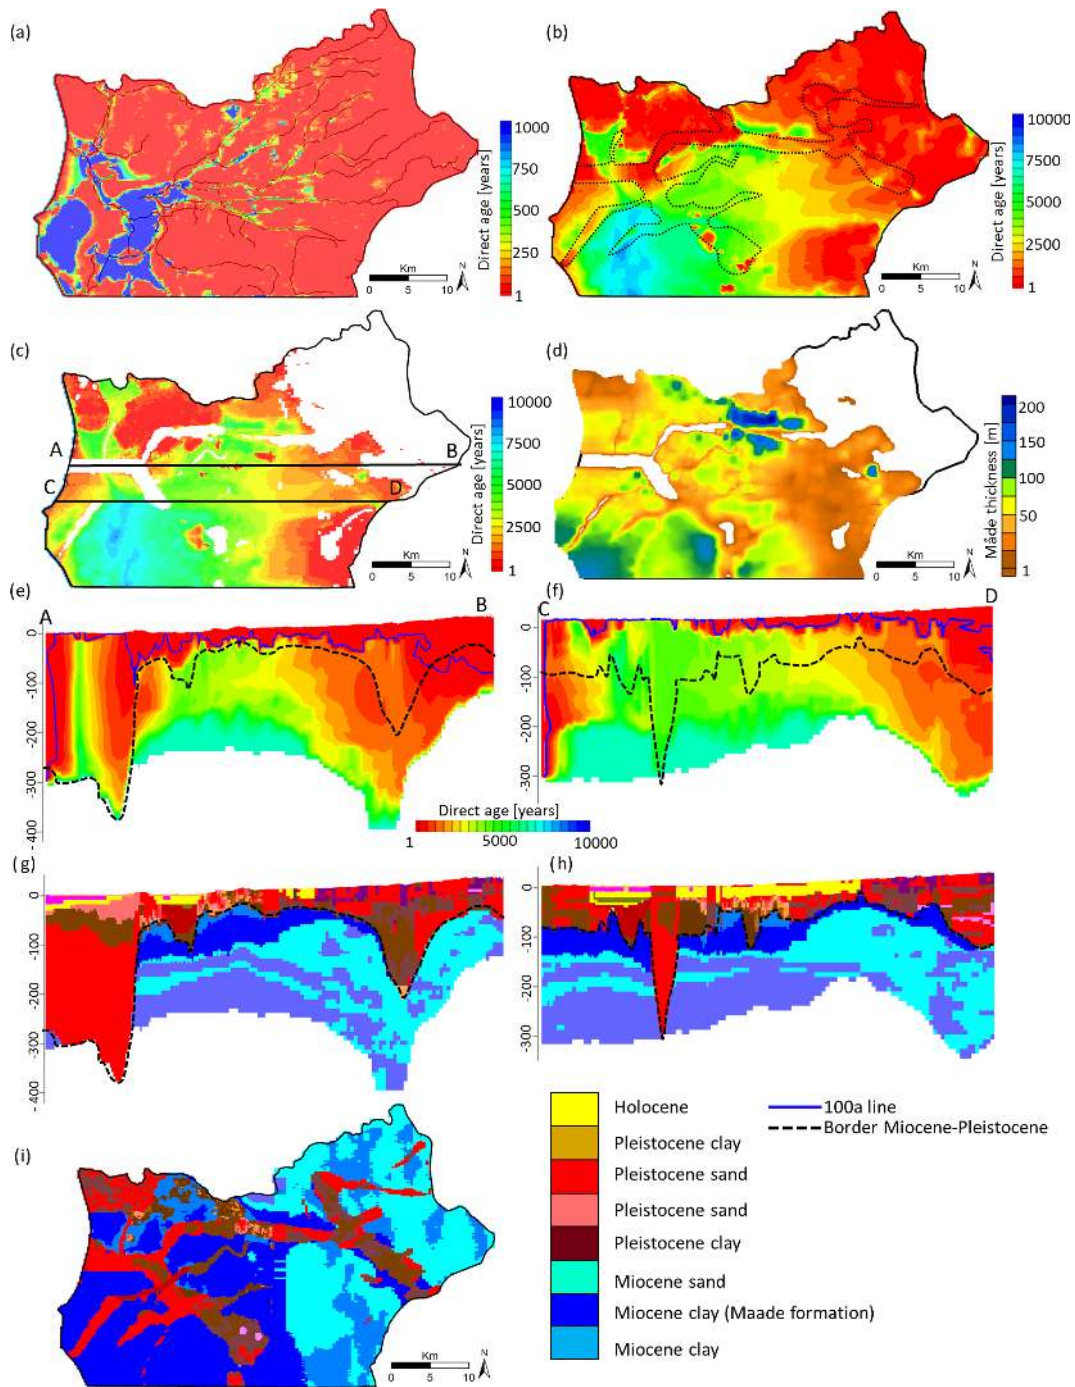 (a)
1000
750
500
250
1
Direct age [years]
Km
0 5 10
N
(b)
10000
7500
5000
2500
1
Direct age [years]
Km
0 5 10
N
(c)
A
B
C
D
10000
7500
5000
2500
1
Direct age [years]
Km
0 5 10
N
(d)
200
150
100
50
1
Måde thickness [m]
Km
0 5 10
N
(e)
A
B
0
-100
-200
-300
-400
(f)
C
D
0
-100
-200
-300
Direct age [years]
1 5000 10000
(g)
0
-100
-200
-300
-400
(h)
0
-100
-200
-300
(i)
Km
0 5 10
N
Holocene
Pleistocene clay
Pleistocene sand
Pleistocene sand
Pleistocene clay
Miocene sand
Miocene clay (Maade formation)
Miocene clay
100a line
Border Miocene-Pleistocene